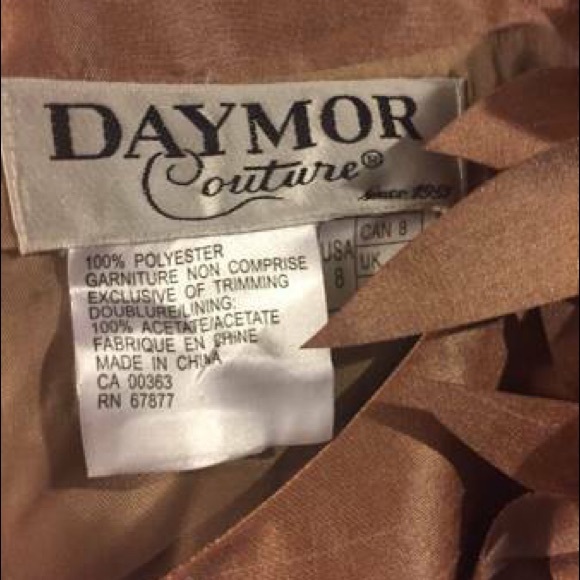 DAYMOR
Couture®
since
100% POLYESTER
GARNITURE NON COMPRISE
EXCLUSIVE OF TRIMMING
DOUBLURE/LINING:
100% ACETATE/ACETATE
FABRIQUE EN CHINE
MADE IN CHINA
CA 00363
RN 67877
USA
8
CAN 8
UK